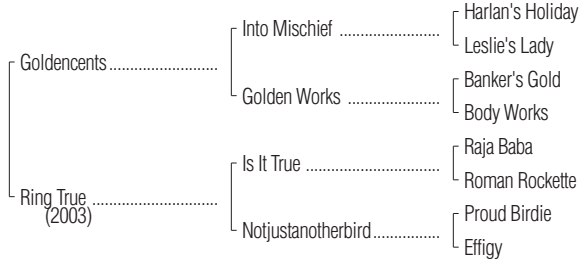 Harlan's Holiday
Into Mischief ....................
Leslie's Lady
Goldencents ......................
Banker's Gold
Golden Works ..................
Body Works
Raja Baba
Is It True ...........................
Roman Rockette
Ring True .........................
(2003)
Proud Birdie
Notjustanotherbird.............
Effigy